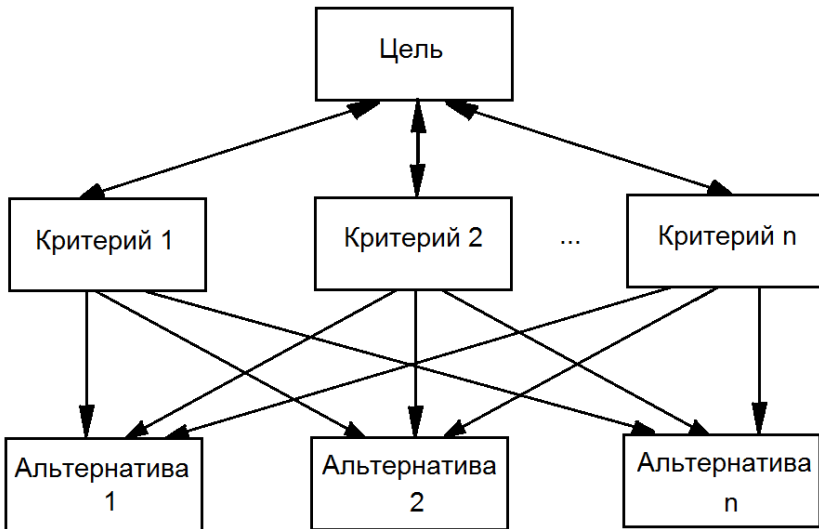 Цель
Критерий 1
Критерий 2
...
Критерий n
Альтернатива
1
Альтернатива
2
Альтернатива
n